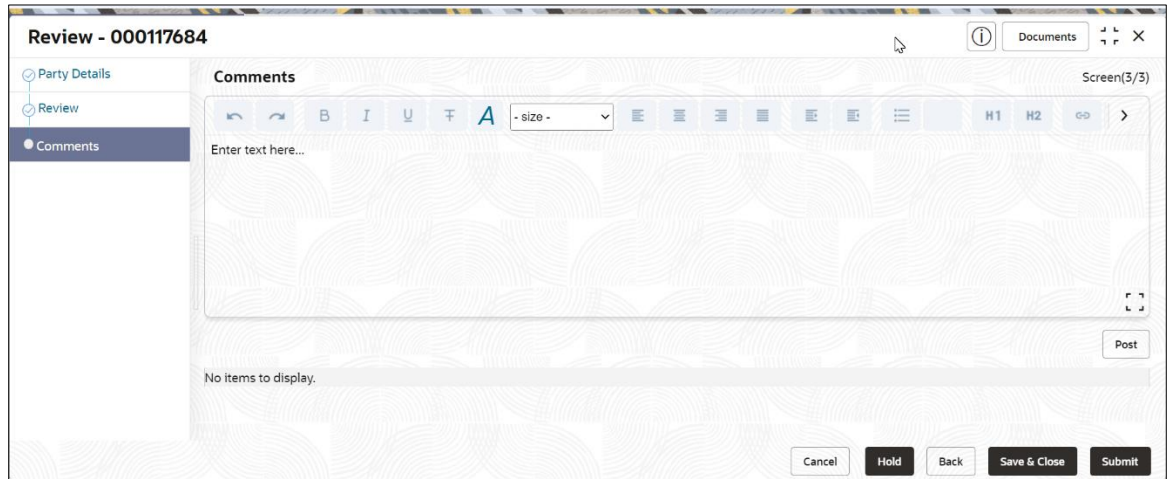 Review - 000117684
Documents
Party Details
Review
Comments
Comments
Screen(3/3)
B I U T A - size - H1 H2
Enter text here...
Post
No items to display.
Cancel Hold Back Save & Close Submit